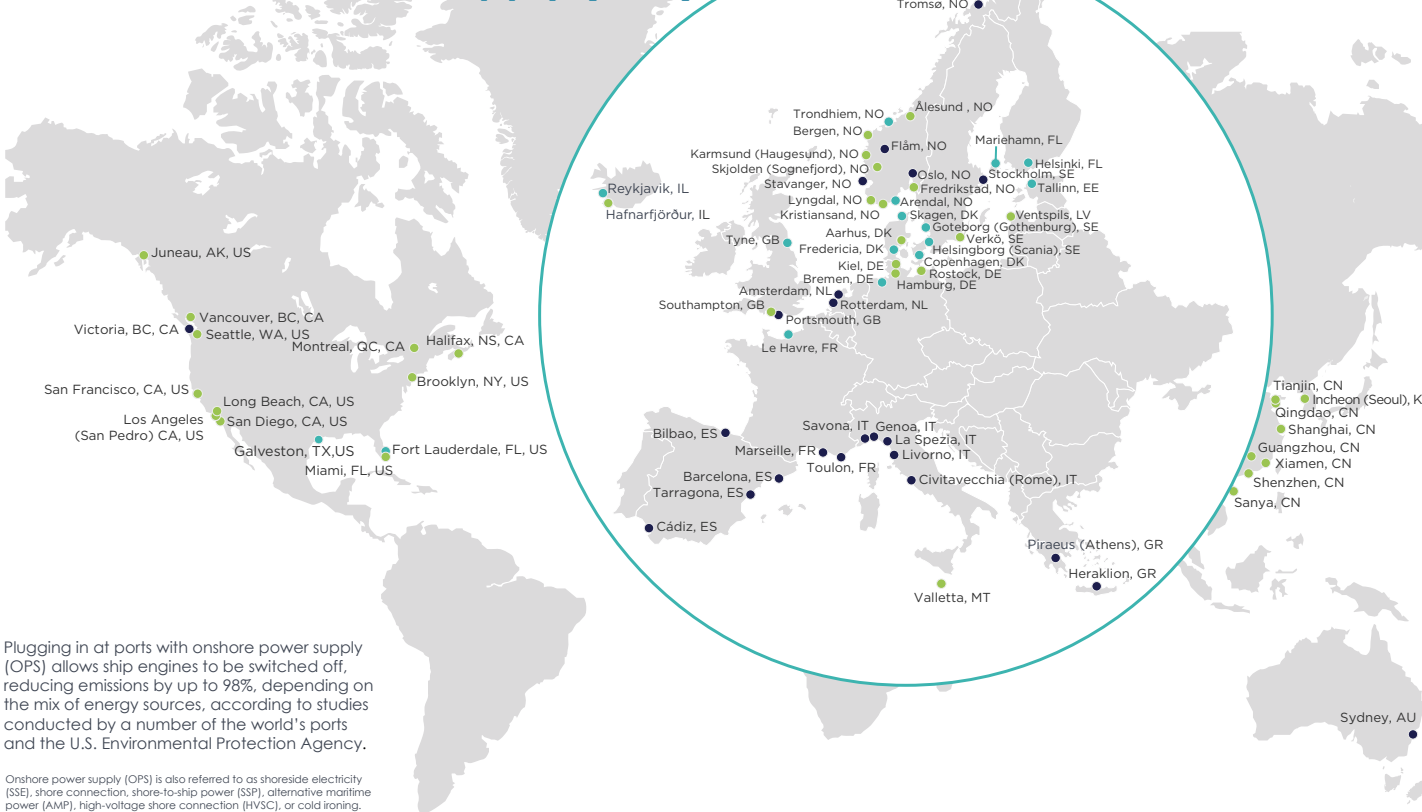 Tromsø, NO
Trondhiem, NO
Ålesund , NO
Bergen, NO
Flåm, NO
Mariehamn, FL
Karmsund (Haugesund), NO
Helsinki, FL
Skjolden (Sognefjord), NO
Oslo, NO
Stockholm, SE
Stavanger, NO
Fredrikstad, NO
Tallinn, EE
Reykjavik, IL
Lyngdal, NO
Arendal, NO
Hafnarfjörður, IL
Kristiansand, NO
Skagen, DK
Ventspils, LV
Goteborg (Gothenburg), SE
Aarhus, DK
Verkö, SE
Tyne, GB
Fredericia, DK
Helsingborg (Scania), SE
Juneau, AK, US
Kiel, DE
Copenhagen, DK
Rostock, DE
Bremen, DE
Hamburg, DE
Amsterdam, NL
Southampton, GB
Rotterdam, NL
Vancouver, BC, CA
Portsmouth, GB
Victoria, BC, CA
Seattle, WA, US
Montreal, QC, CA
Halifax, NS, CA
Le Havre, FR
Brooklyn, NY, US
San Francisco, CA, US
Tianjin, CN
Incheon (Seoul), K
Long Beach, CA, US
Qingdao, CN
Los Angeles
(San Pedro) CA, US
San Diego, CA, US
Savona, IT
Genoa, IT
Shanghai, CN
Bilbao, ES
La Spezia, IT
Galveston, TX,US
Fort Lauderdale, FL, US
Marseille, FR
Livorno, IT
Guangzhou, CN
Miami, FL, US
Toulon, FR
Xiamen, CN
Barcelona, ES
Civitavecchia (Rome), IT
Shenzhen, CN
Tarragona, ES
Sanya, CN
Cádiz, ES
Piraeus (Athens), GR
Heraklion, GR
Valletta, MT
Plugging in at ports with onshore power supply
(OPS) allows ship engines to be switched off,
reducing emissions by up to 98%, depending on
the mix of energy sources, according to studies
conducted by a number of the world's ports
and the U.S. Environmental Protection Agency.
Sydney, AU
Onshore power supply (OPS) is also referred to as shoreside electricity
(SSE), shore connection, shore-to-ship power (SSP), alternative maritime
power (AMP), high-voltage shore connection (HVSC), or cold ironing.